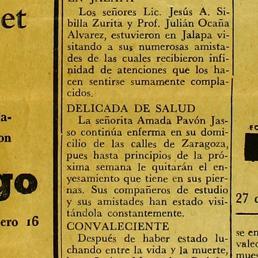 Los señores Lic. Jesús A. Si-
billa Zurita y Prof. Julián Ocaña
Alvarez, estuvieron en Jalapa vi-
sitando a sus numerosas amista-
des de las cuales recibieron infi-
nidad de atenciones que los ha-
cen sentirse sumamente compla-
cidos.
DELICADA DE SALUD
La señorita Amada Pavón Jas-
so continúa enferma en su domi-
cilio de las calles de Zaragoza,
pues hasta principios de la pró-
xima semana le quitarán el en-
yesamiento que tiene en sus pier-
nas. Sus compañeros de estudio
y sus amistades han estado visi-
tándola constantemente.
CONVALECIENTE
Después de haber estado lu-
chando entre la vida y la muerte,
et
a-
on
go
ero 16
27 d
se en
val